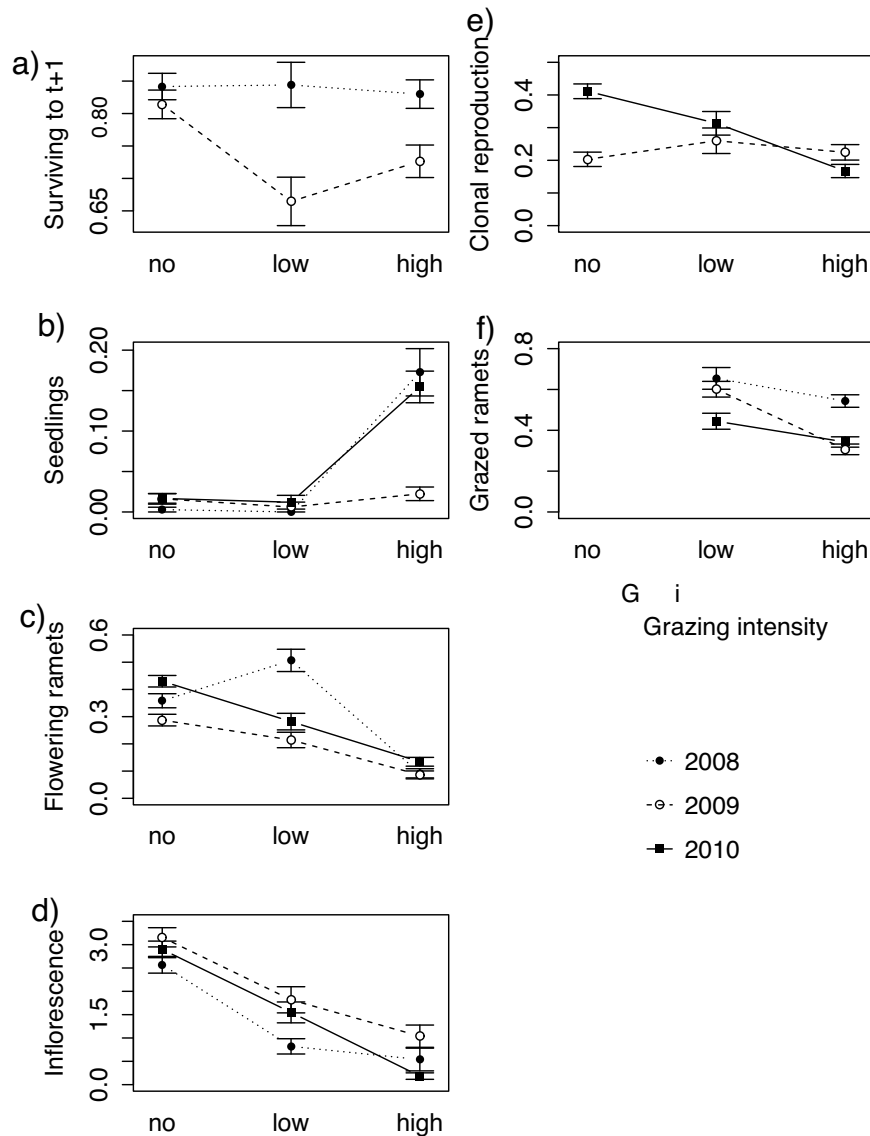 a)
Surviving to t+1
0.80
0.65
no low high
b)
Seedlings
0.20
0.10
0.00
no low high
c)
Flowering ramets
0.6
0.3
0.0
no low high
d)
Inflorescence
3.0
1.5
0.0
no low high
e)
Clonal reproduction
0.4
0.2
0.0
no low high
f)
Grazed ramets
0.8
0.4
0.0
no low high
G i
Grazing intensity
2008
2009
2010